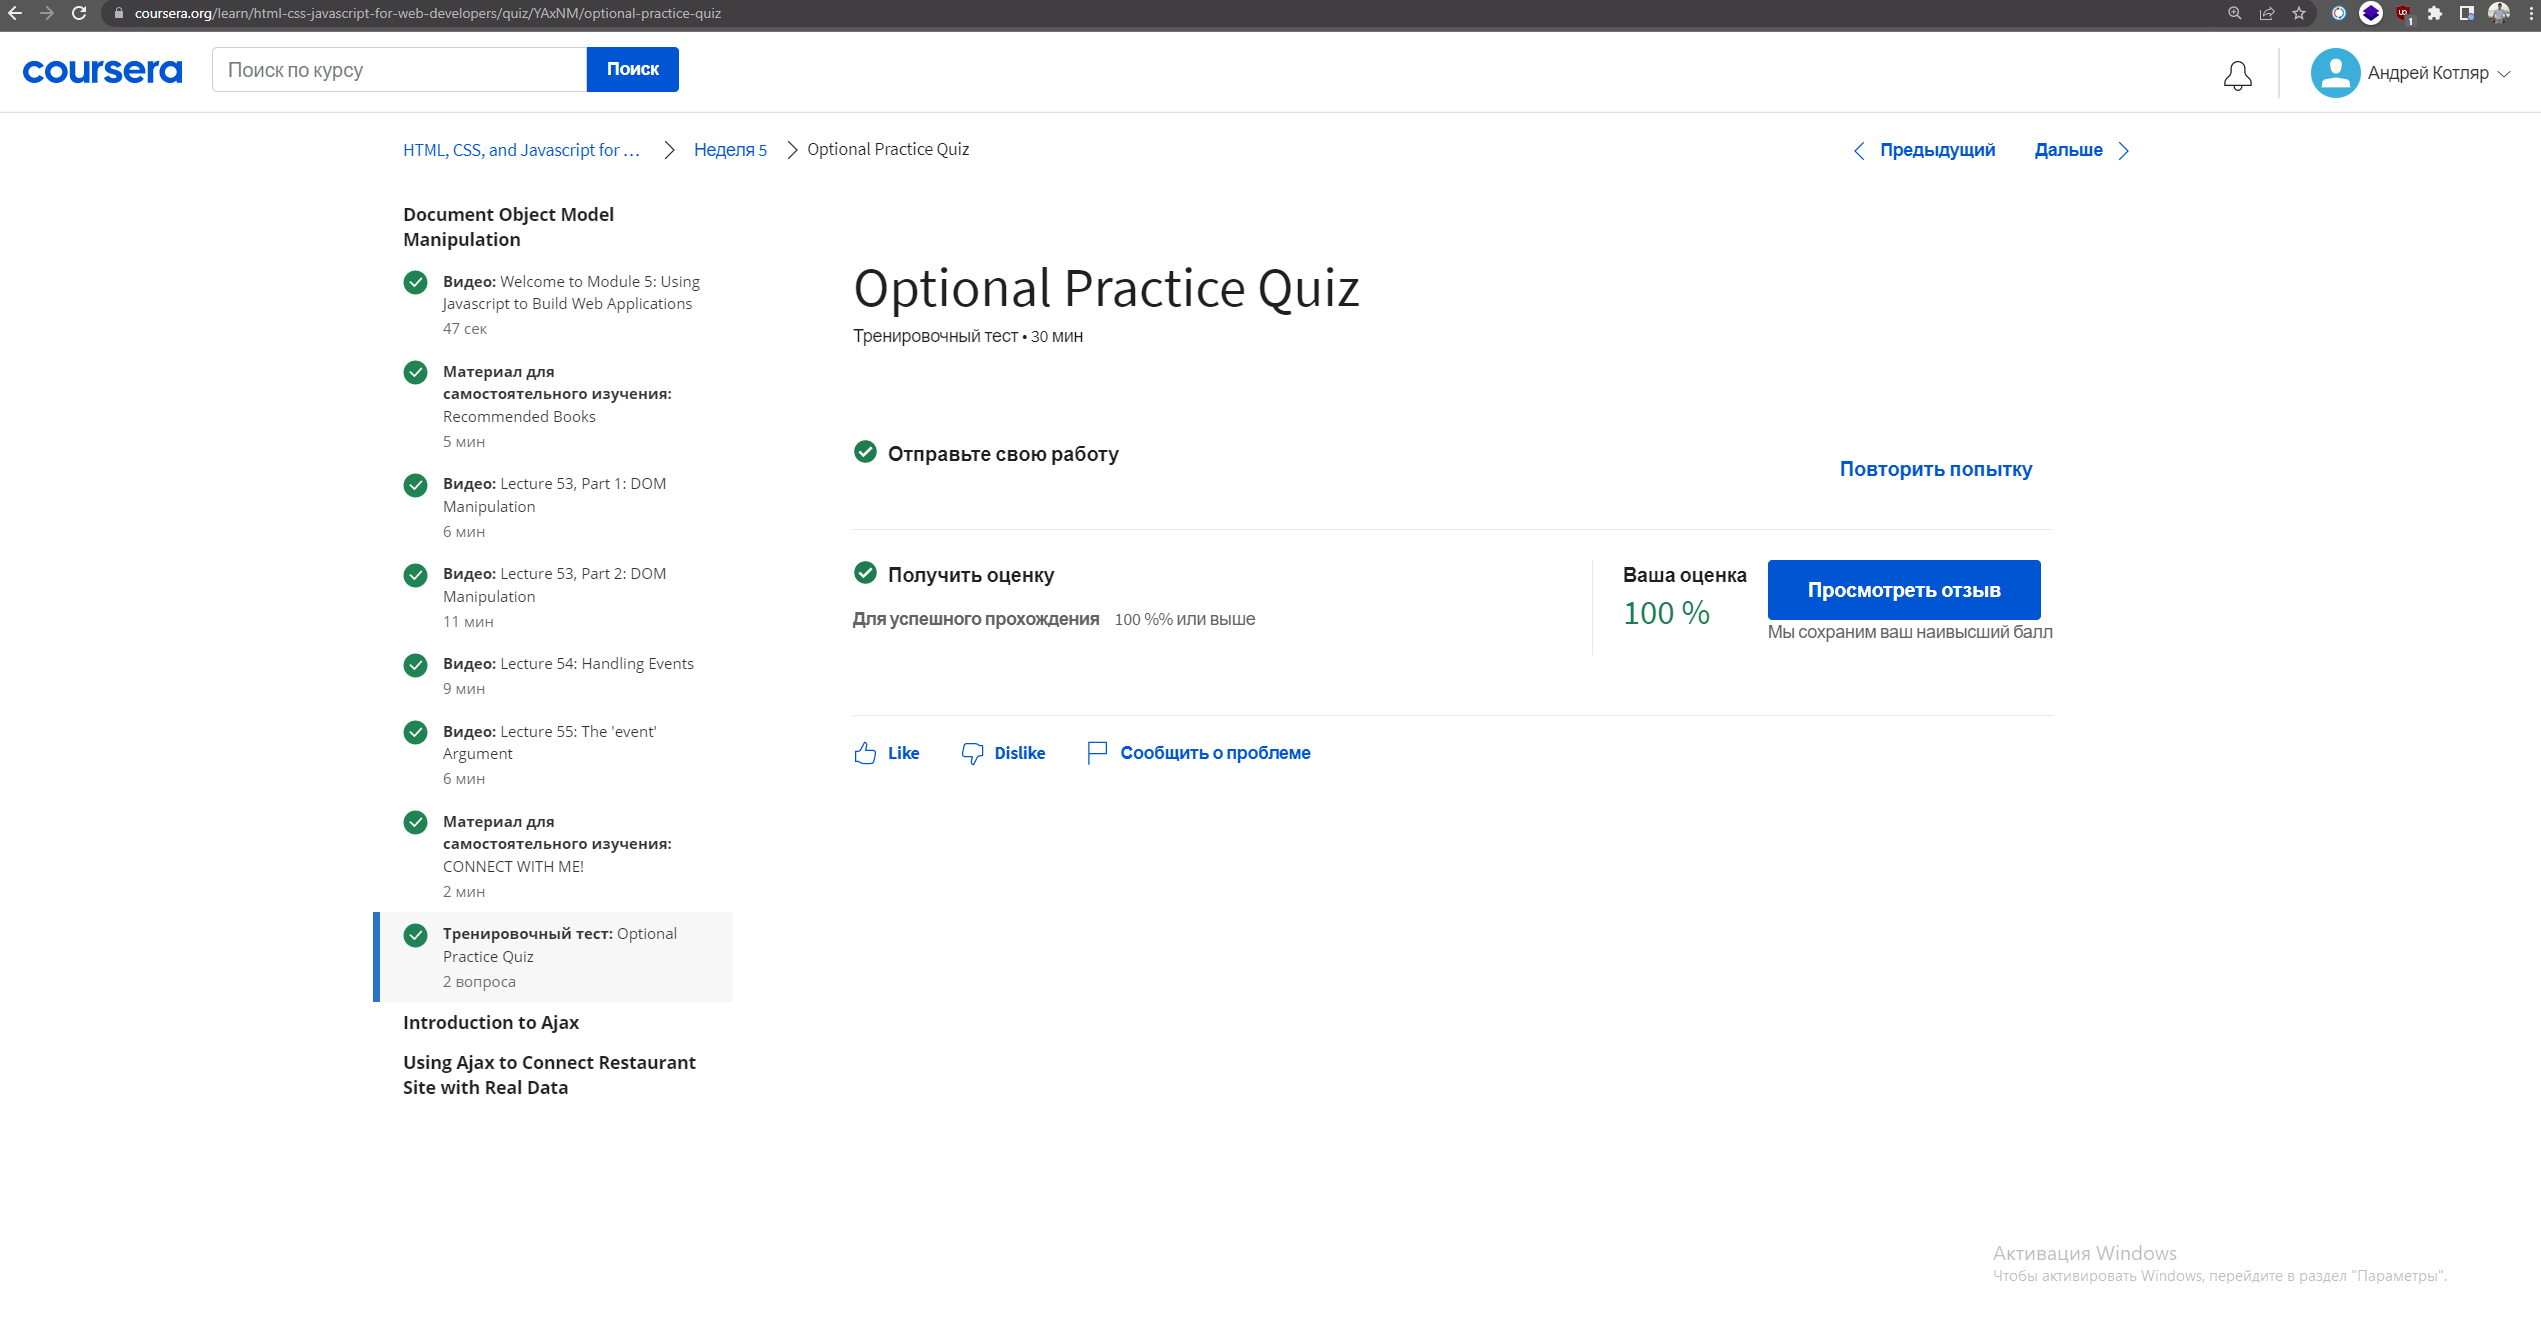 coursera.org/learn/html-css-javascript-for-web-developers/quiz/YAxNM/optional-practice-quiz
1
coursera
Поиск по курсу
Поиск
Андрей Котляр
HTML, CSS, and Javascript for …
Неделя 5
Optional Practice Quiz
Предыдущий
Дальше
Document Object Model
Manipulation
Видео: Welcome to Module 5: Using
Javascript to Build Web Applications
47 сек
Материал для
самостоятельного изучения:
Recommended Books
5 мин
Видео: Lecture 53, Part 1: DOM
Manipulation
6 мин
Видео: Lecture 53, Part 2: DOM
Manipulation
11 мин
Видео: Lecture 54: Handling Events
9 мин
Видео: Lecture 55: The 'event'
Argument
6 мин
Материал для
самостоятельного изучения:
CONNECT WITH ME!
2 мин
Тренировочный тест: Optional
Practice Quiz
2 вопроса
Introduction to Ajax
Using Ajax to Connect Restaurant
Site with Real Data
Optional Practice Quiz
Тренировочный тест • 30 мин
Отправьте свою работу
Повторить попытку
Получить оценку
Для успешного прохождения 100 %% или выше
Ваша оценка
100 %
Просмотреть отзыв
Мы сохраним ваш наивысший балл
Like
Dislike
Сообщить о проблеме
Активация Windows
Чтобы активировать Windows, перейдите в раздел "Параметры".